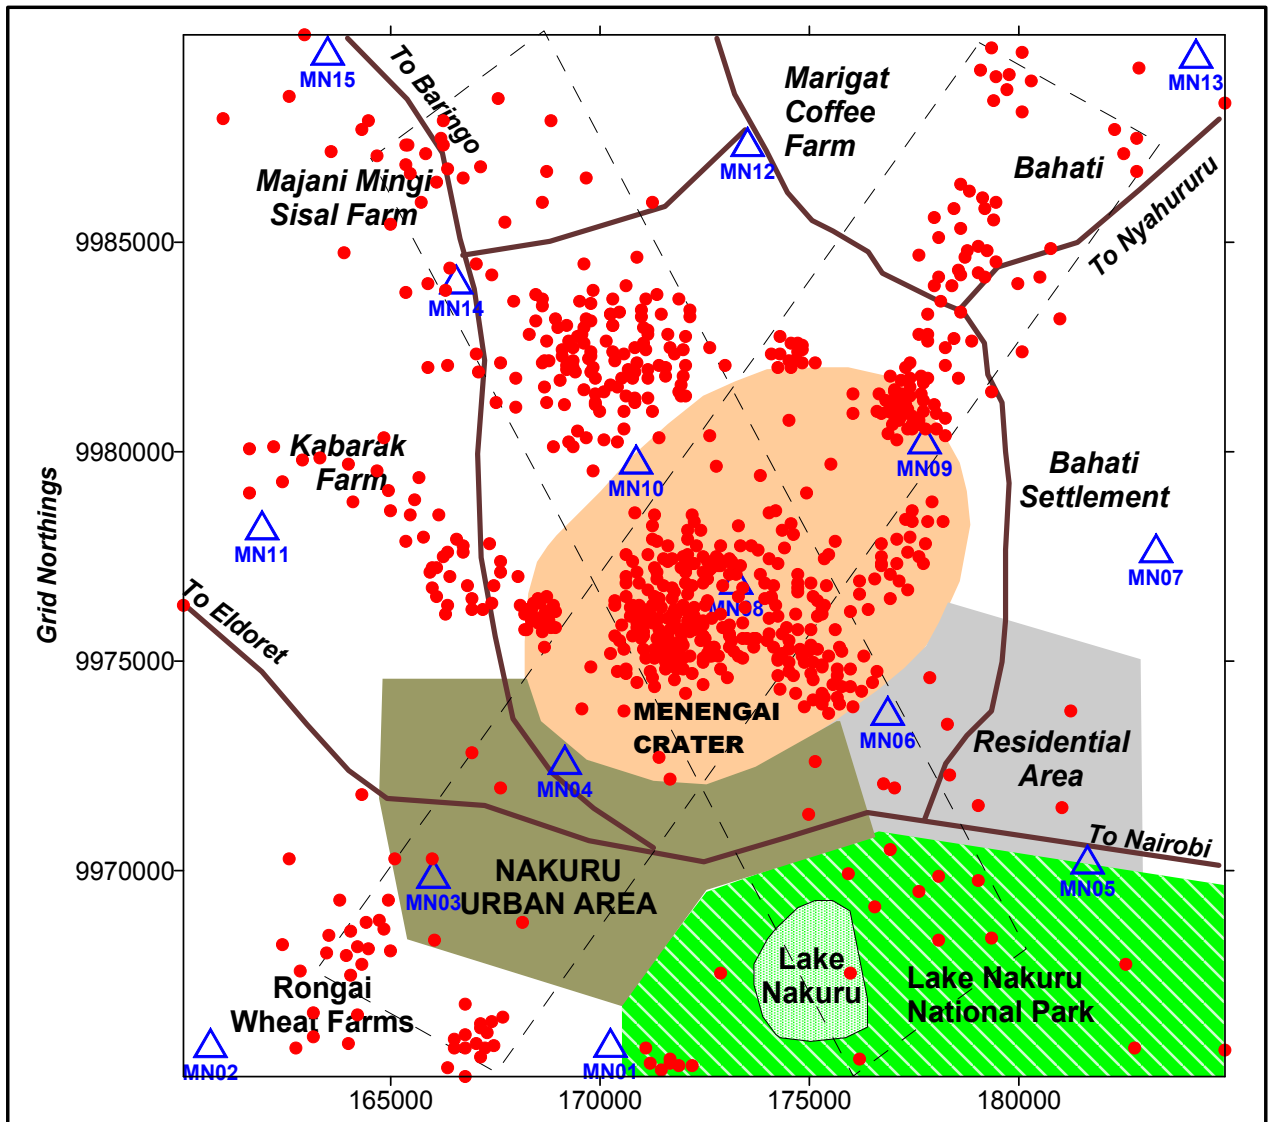 MN15
To Baringo
Marigat
Coffee
Farm
MN13
MN12
Bahati
Majani Mingi
Sisal Farm
To Nyahururu
9985000
MN14
Kabarak
Farm
Bahati
Settlement
9980000
MN10
MN09
MN11
MN07
Grid Northings
To Eldoret
MN08
9975000
MENENGAI
CRATER
MN06
Residential
Area
MN04
To Nairobi
9970000
NAKURU
URBAN AREA
MN03
MN05
Lake
Nakuru
Lake Nakuru
National Park
Rongai
Wheat Farms
MN02
MN01
165000
170000
175000
180000